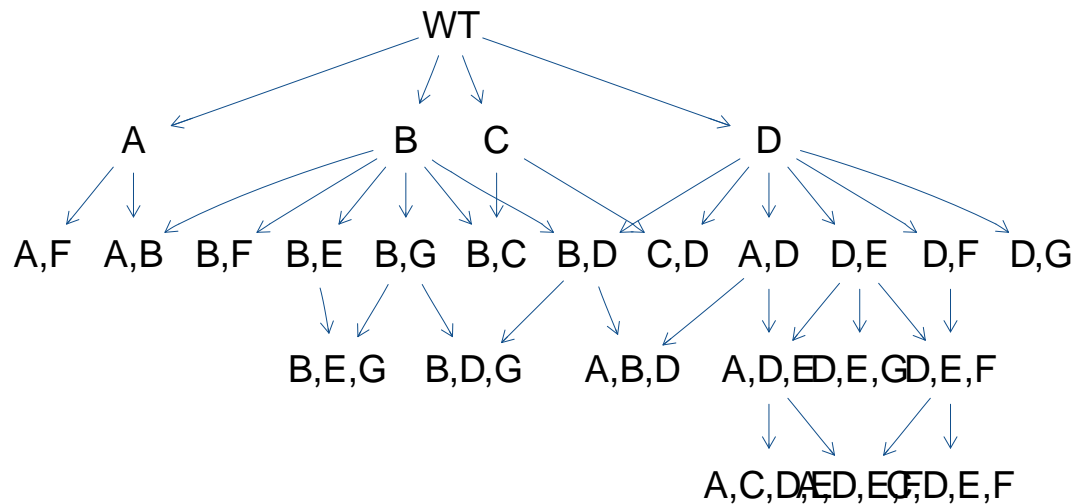 WT
A B C D
A,F A,B B,F B,E B,G B,C B,D C,D A,D D,E D,F D,G
B,E,G B,D,G A,B,D A,D,E D,E,G D,E,F
A,C,D,E A,D,E,F C,D,E,F